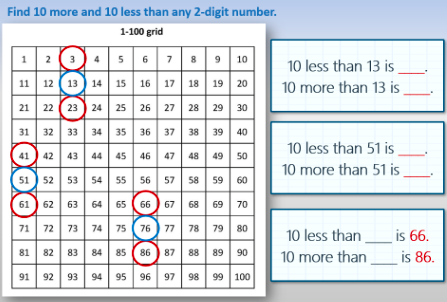 Find 10 more and 10 less than any 2-digit number.
1-100 grid
1 2 3 4 5 6 7 8 9 10
11 12 13 14 15 16 17 18 19 20
21 22 23 24 25 26 27 28 29 30
31 32 33 34 35 36 37 38 39 40
41 42 43 44 45 46 47 48 49 50
51 52 53 54 55 56 57 58 59 60
61 62 63 64 65 66 67 68 69 70
71 72 73 74 75 76 77 78 79 80
81 82 83 84 85 86 87 88 89 90
91 92 93 94 95 96 97 98 99 100
10 less than 13 is ____.
10 more than 13 is ____.
10 less than 51 is ____.
10 more than 51 is ____.
10 less than ____ is 66.
10 more than ____ is 86.